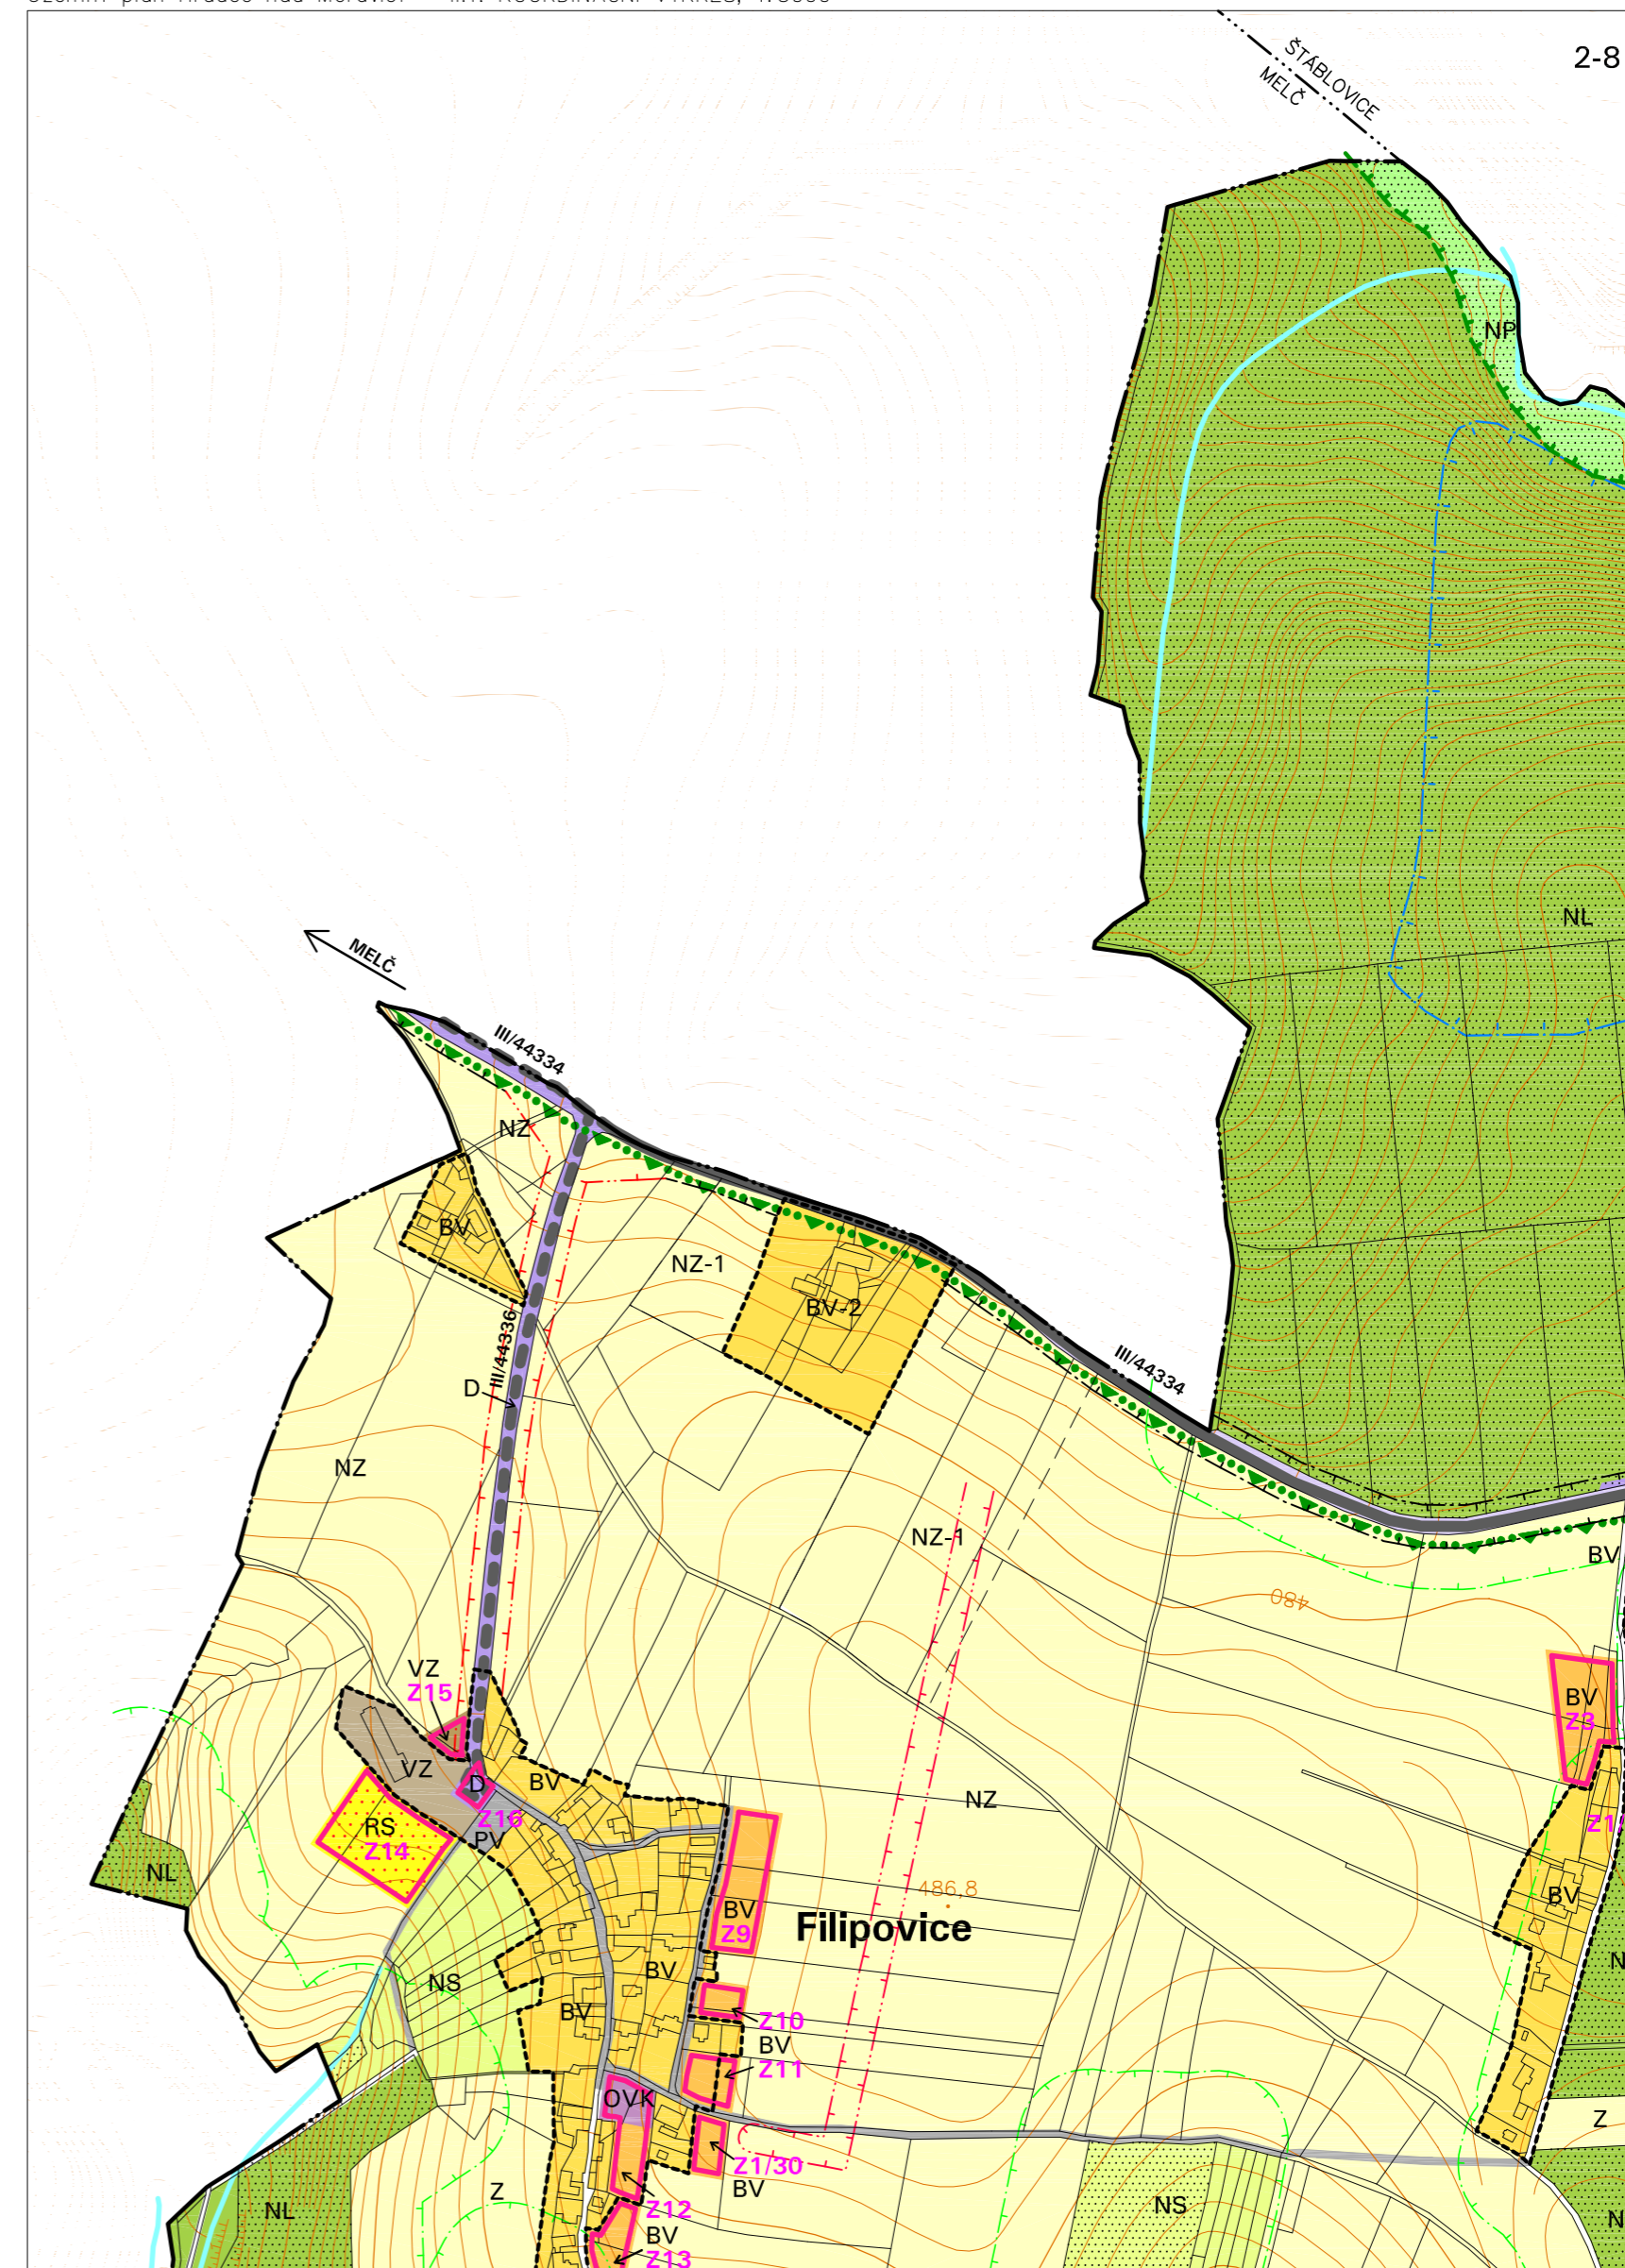 2-8
ŠTÁBLOVICE
MELČ
NP
NL
MELČ
III/44334
NZ
BV
NZ-1
BV-2
III/44336
D
III/44334
NZ
NZ-1
BV
480
VZ
Z15
BV
Z3
VZ
D
BV
NZ
Z16
RS
PV
Z14
Z1
NL
486,8
BV
BV
Z9
Filipovice
NS
BV
BV
Z10
BV
Z11
OVK
Z
Z1/30
BV
Z
NL
Z12
NS
BV
Z13